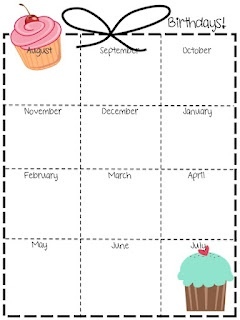 Birthdays!
August September October
November December January
February March April
May June July